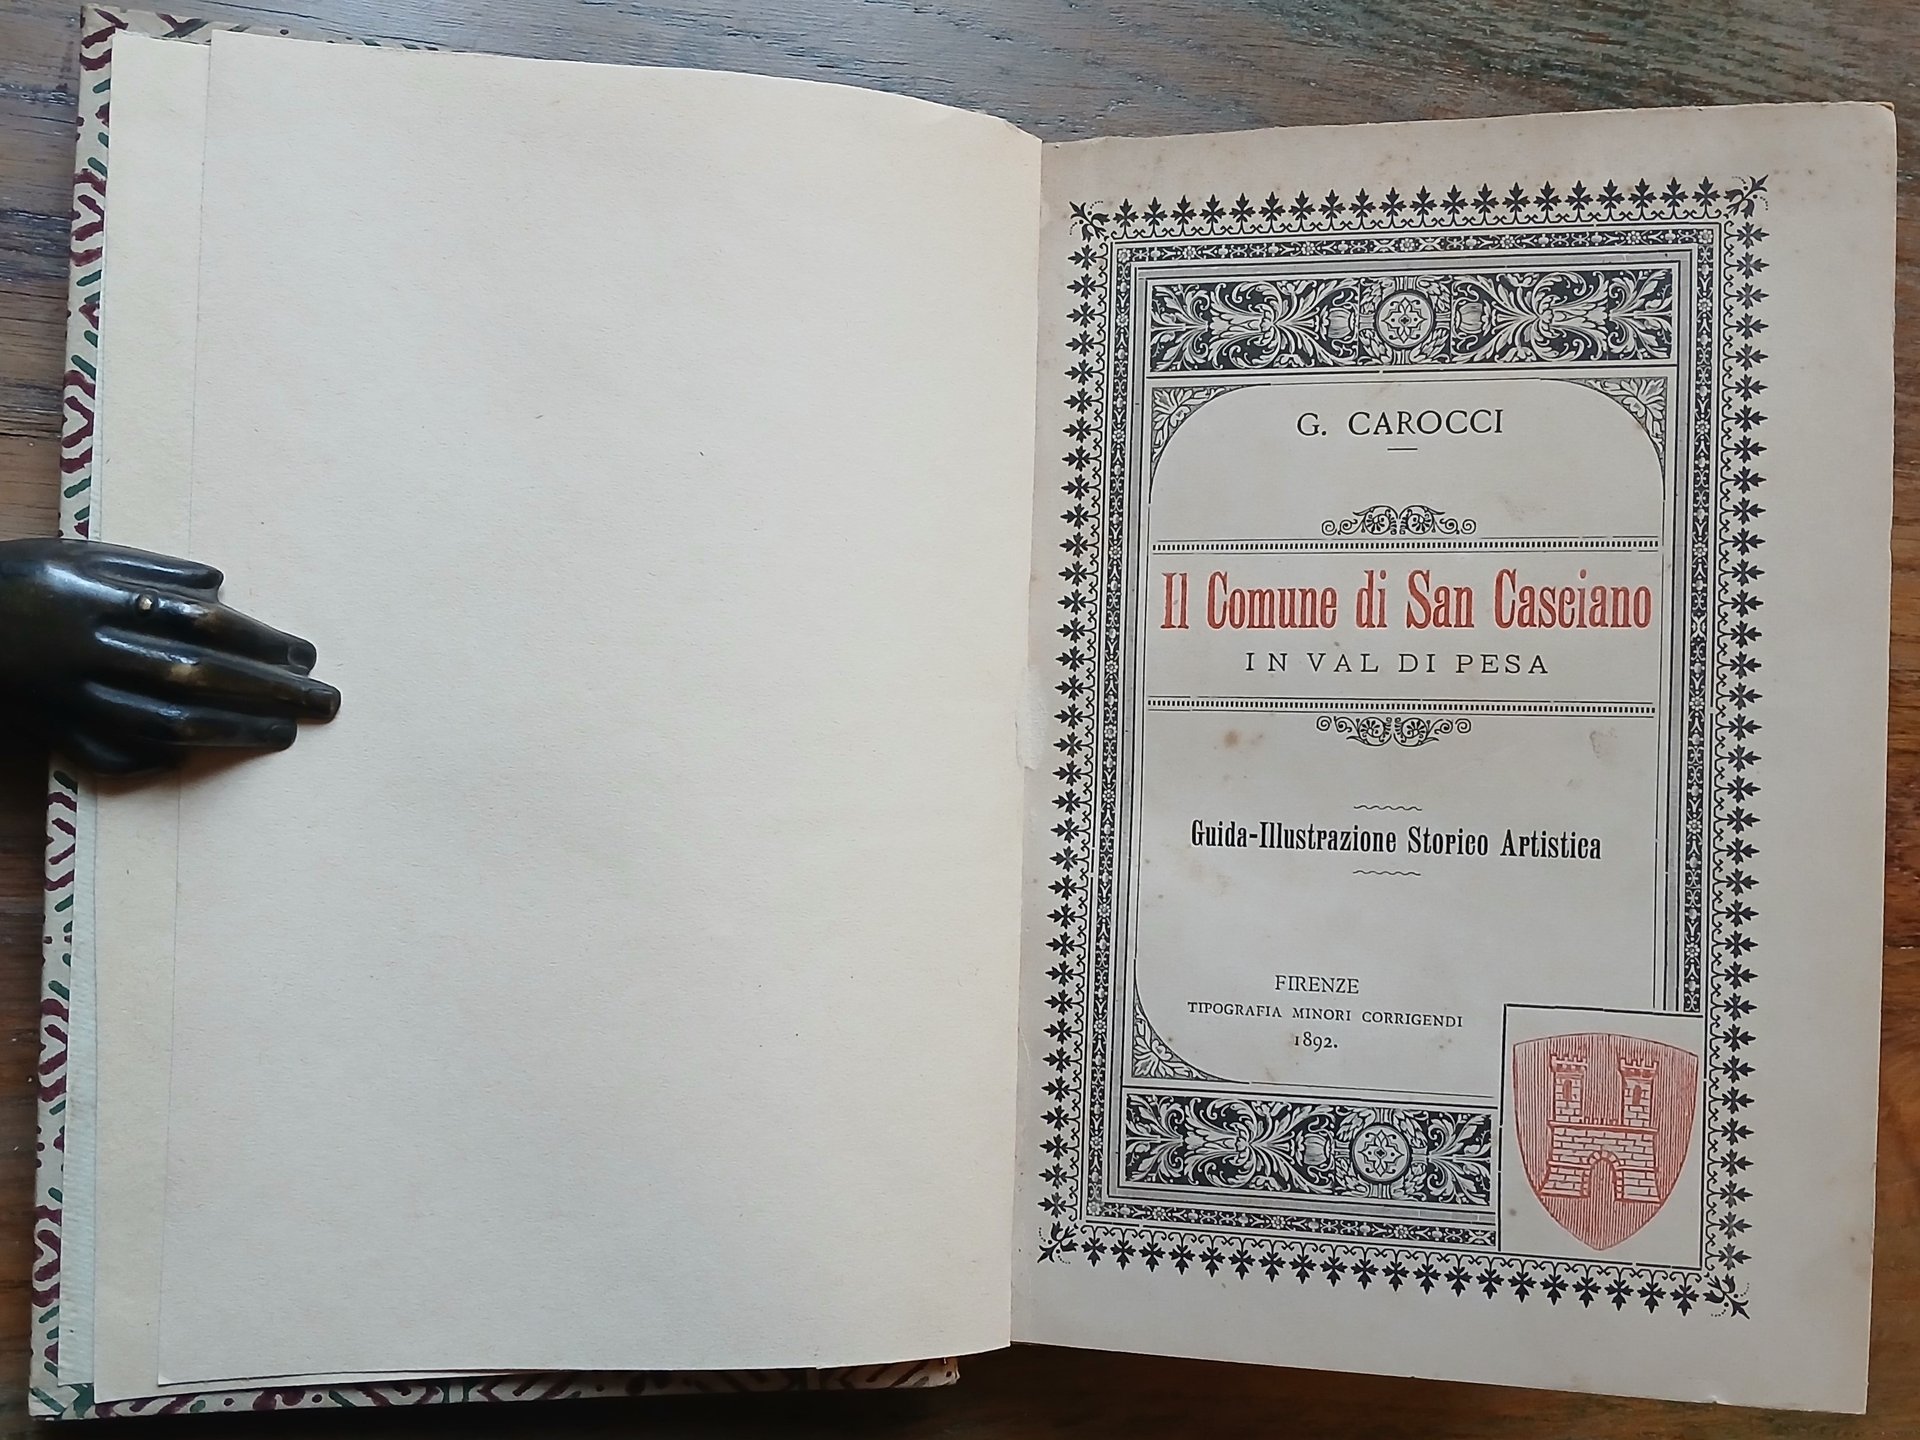 G. CAROCCI
Il Comune di San Casciano
IN VAL DI PESA
Guida-Illustrazione Storico Artistica
FIRENZE
TIPOGRAFIA MINORI CORRIGENDI
1892.